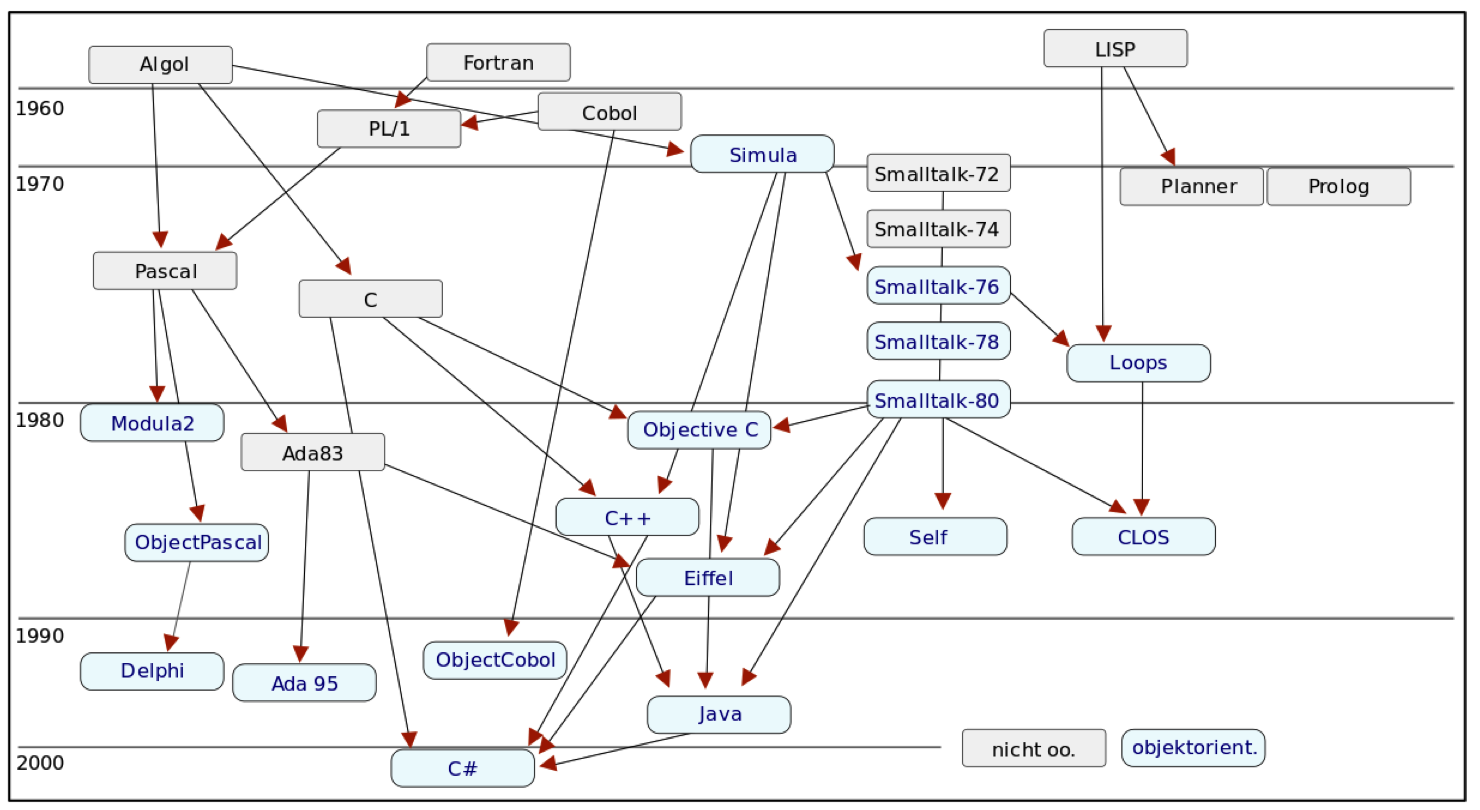 LISP
Algol
Fortran
1960
Cobol
PL/1
Simula
1970
Smalltalk-72
Planner
Prolog
Smalltalk-74
Pascal
Smalltalk-76
C
Smalltalk-78
Loops
1980
Smalltalk-80
Modula2
Objective C
Ada83
C++
ObjectPascal
Self
CLOS
Eiffel
1990
ObjectCobol
Delphi
Ada 95
Java
nicht oo.
objektorient.
2000
C#